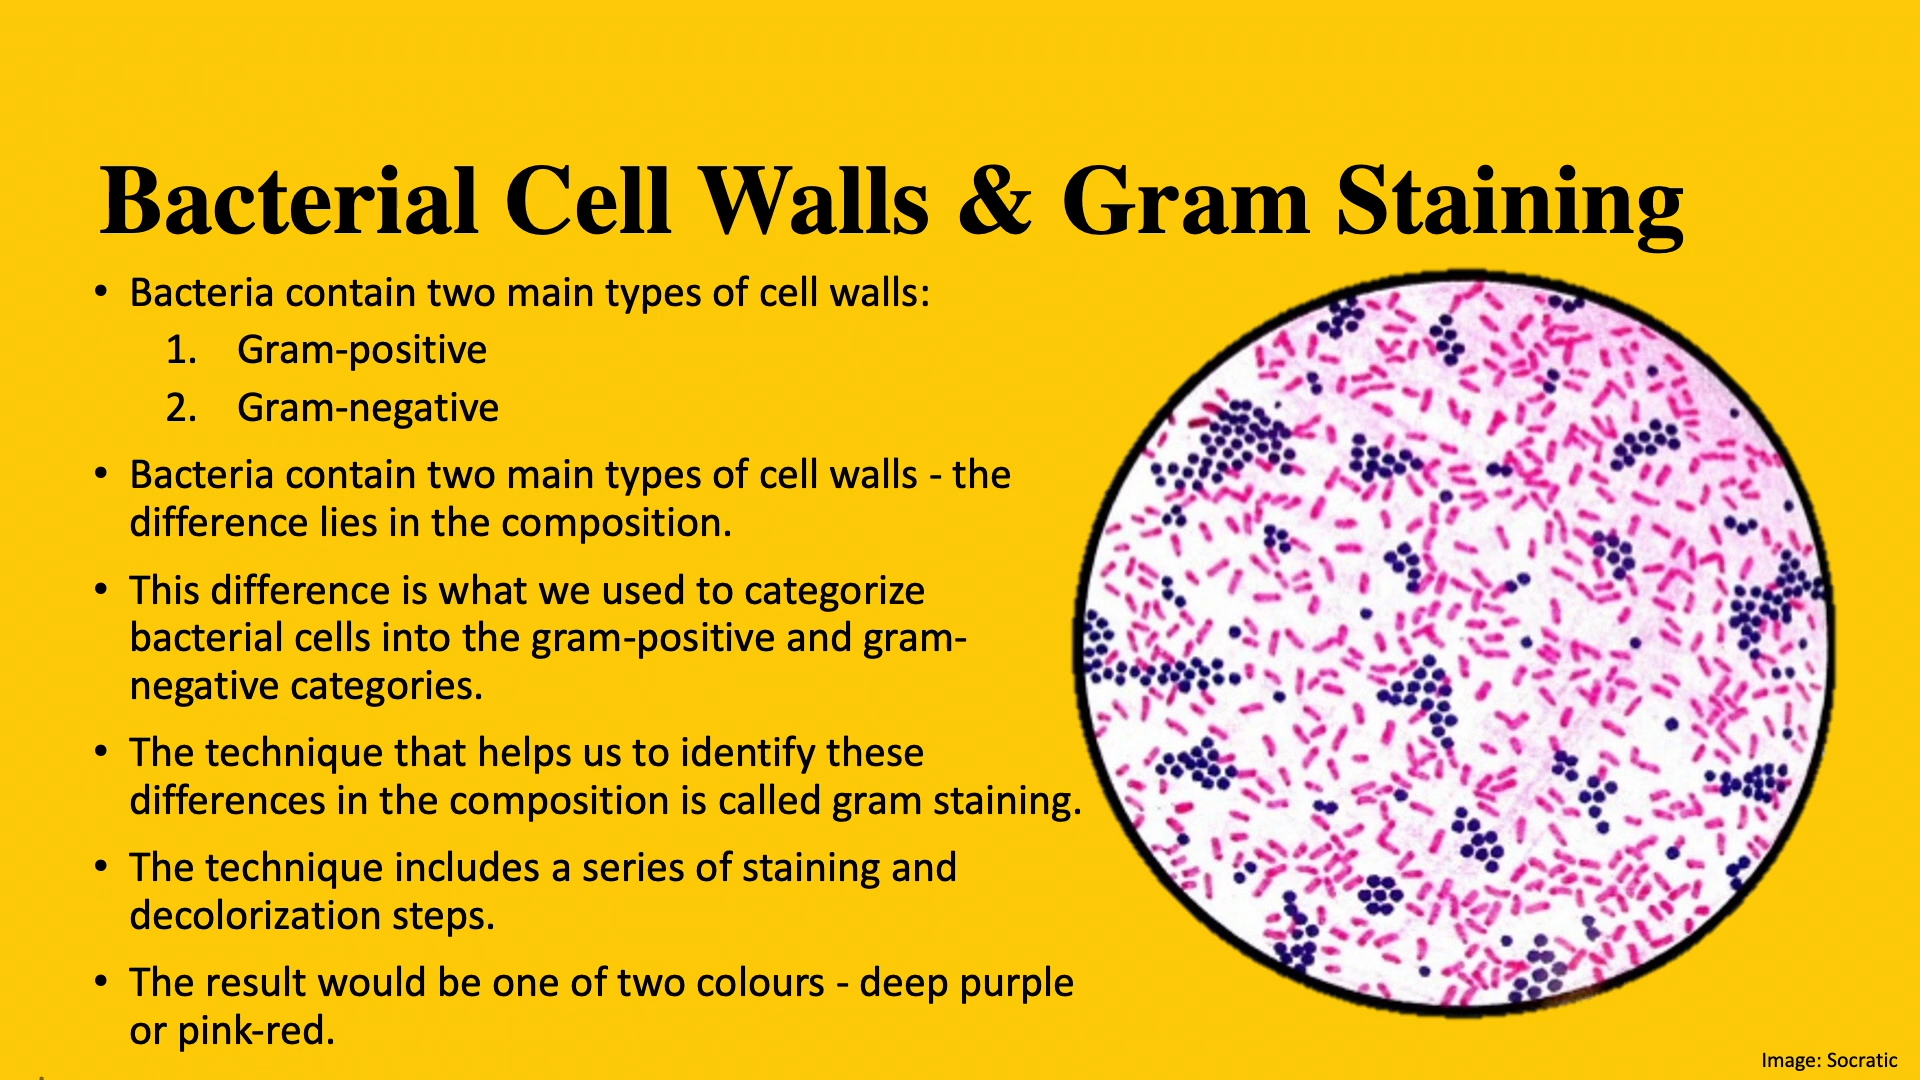 Bacterial Cell Walls & Gram Staining
• Bacteria contain two main types of cell walls:
1. Gram-positive
2. Gram-negative
• Bacteria contain two main types of cell walls - the
difference lies in the composition.
• This difference is what we used to categorize
bacterial cells into the gram-positive and gram-
negative categories.
• The technique that helps us to identify these
differences in the composition is called gram staining.
• The technique includes a series of staining and
decolorization steps.
• The result would be one of two colours - deep purple
or pink-red.
Image: Socratic